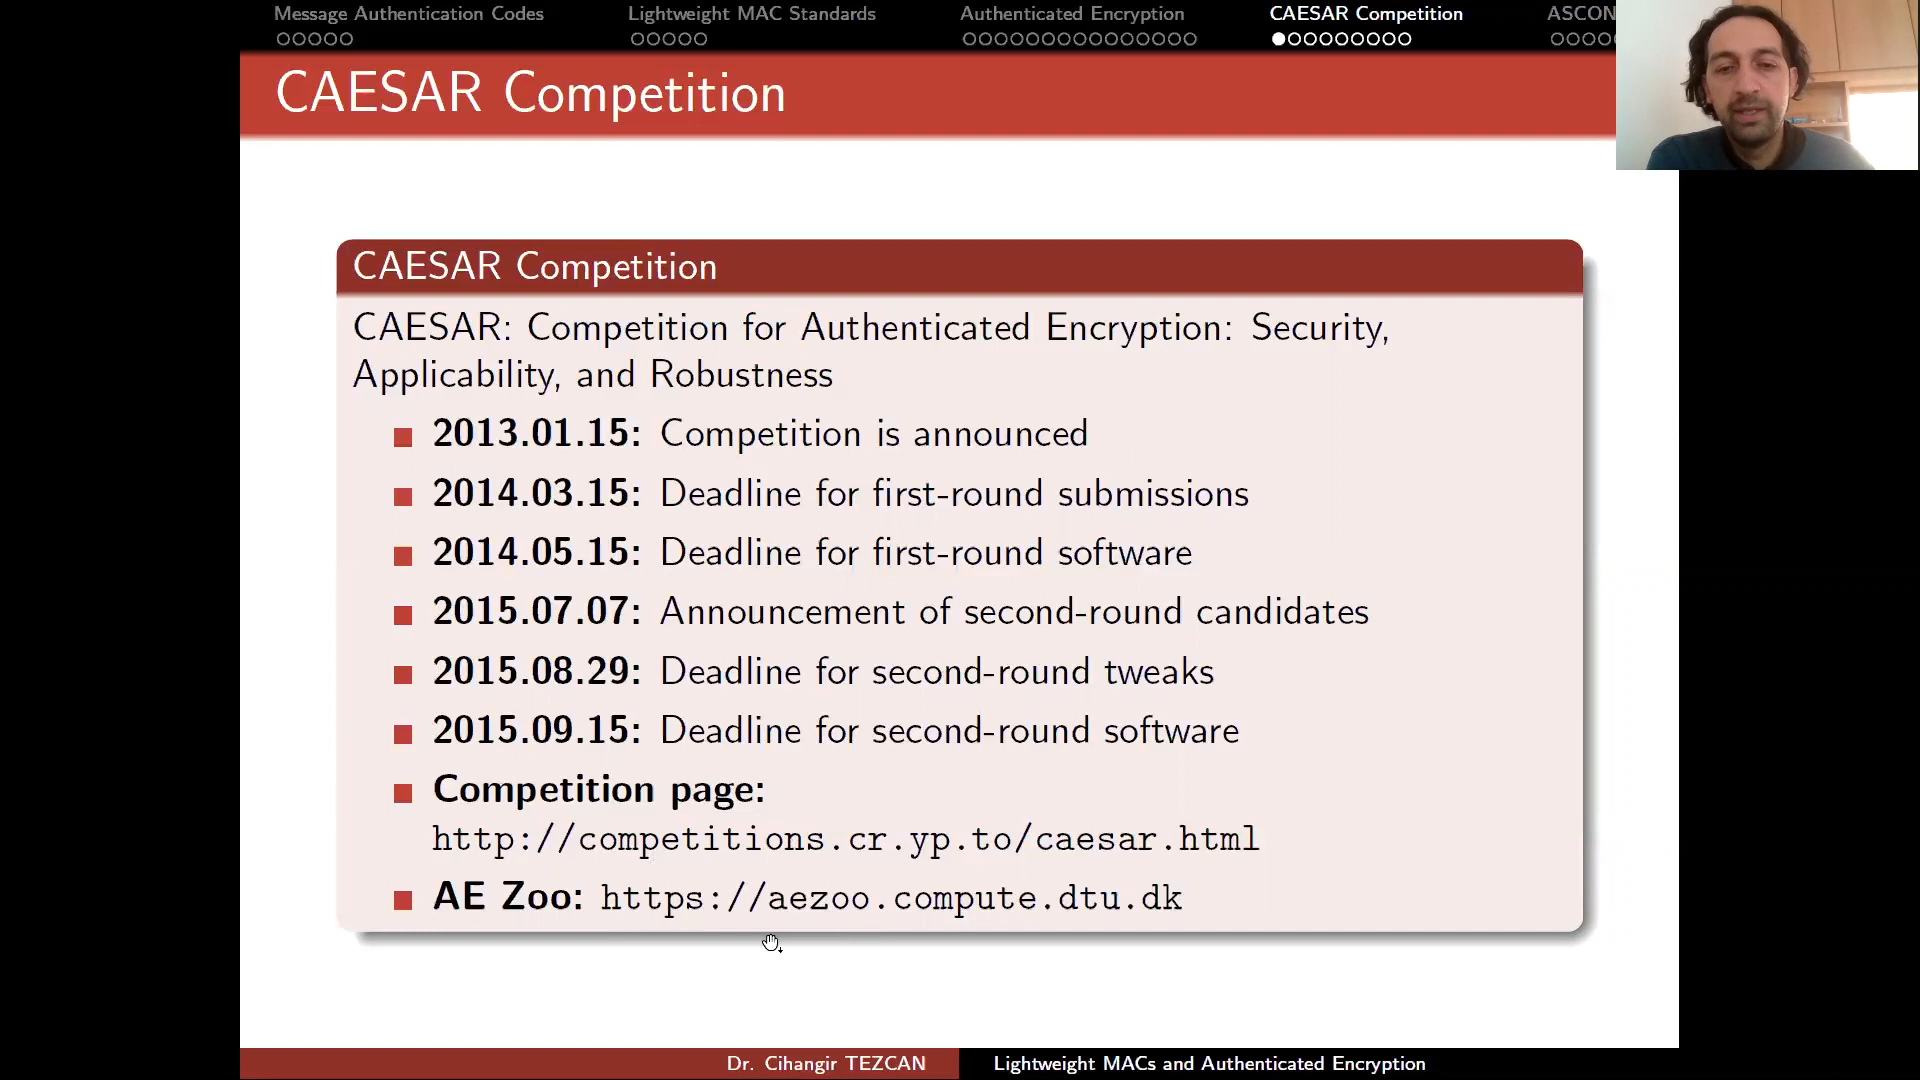 Message Authentication Codes
Lightweight MAC Standards
Authenticated Encryption
CAESAR Competition
ASCON
CAESAR Competition
CAESAR Competition
CAESAR: Competition for Authenticated Encryption: Security,
Applicability, and Robustness
2013.01.15: Competition is announced
2014.03.15: Deadline for first-round submissions
2014.05.15: Deadline for first-round software
2015.07.07: Announcement of second-round candidates
2015.08.29: Deadline for second-round tweaks
2015.09.15: Deadline for second-round software
Competition page:
http://competitions.cr.yp.to/caesar.html
AE Zoo: https://aezoo.compute.dtu.dk
Dr. Cihangir TEZCAN
Lightweight MACs and Authenticated Encryption